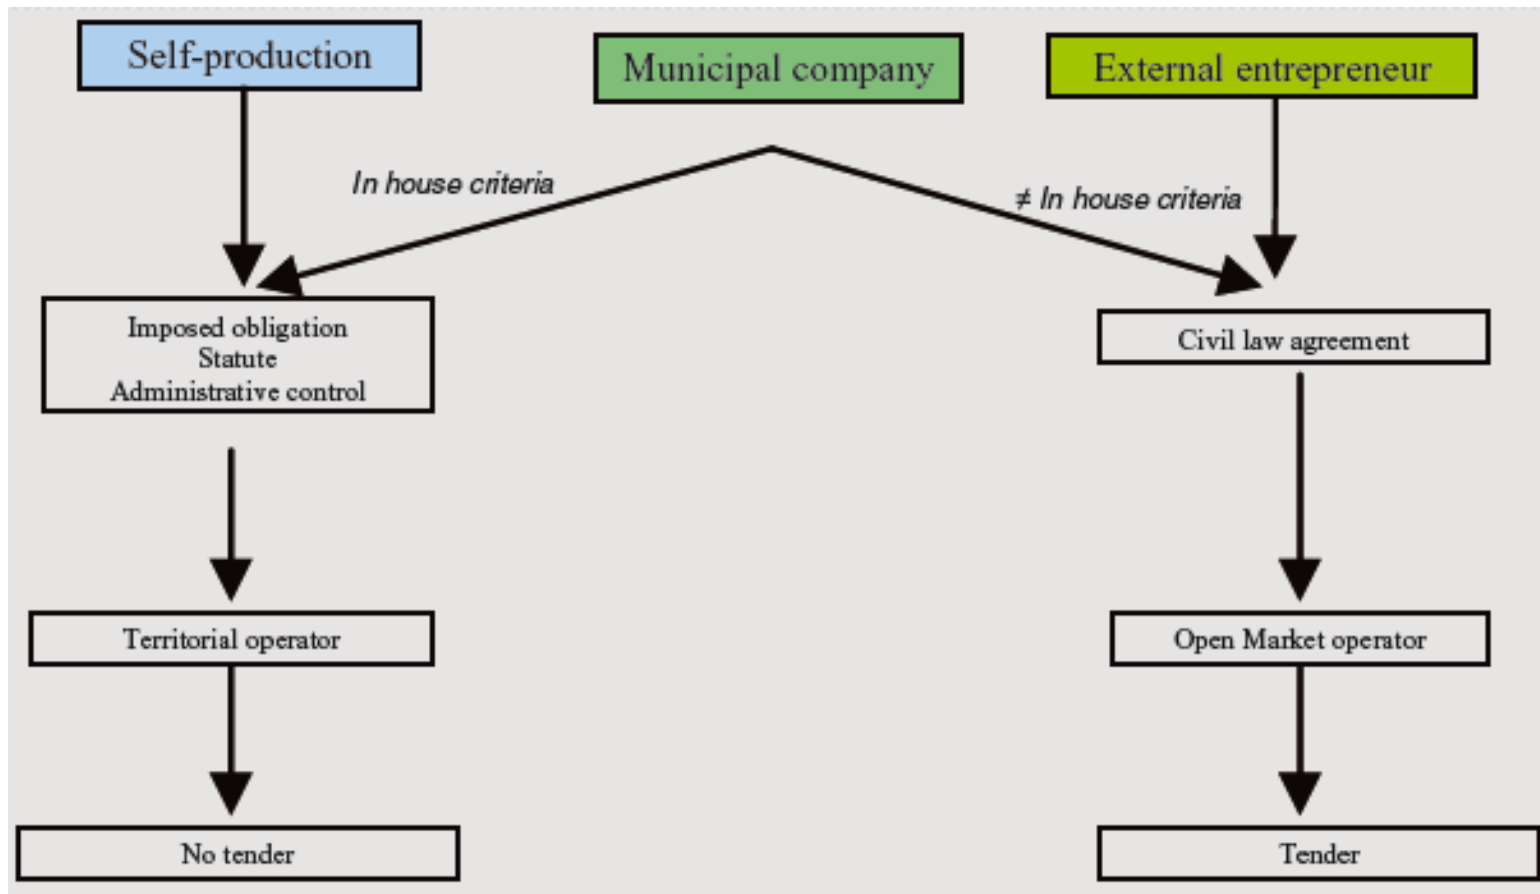 Self-production
Municipal company
External entrepreneur
In house criteria
≠ In house criteria
Imposed obligation
Statute
Administrative control
Civil law agreement
Territorial operator
Open Market operator
No tender
Tender